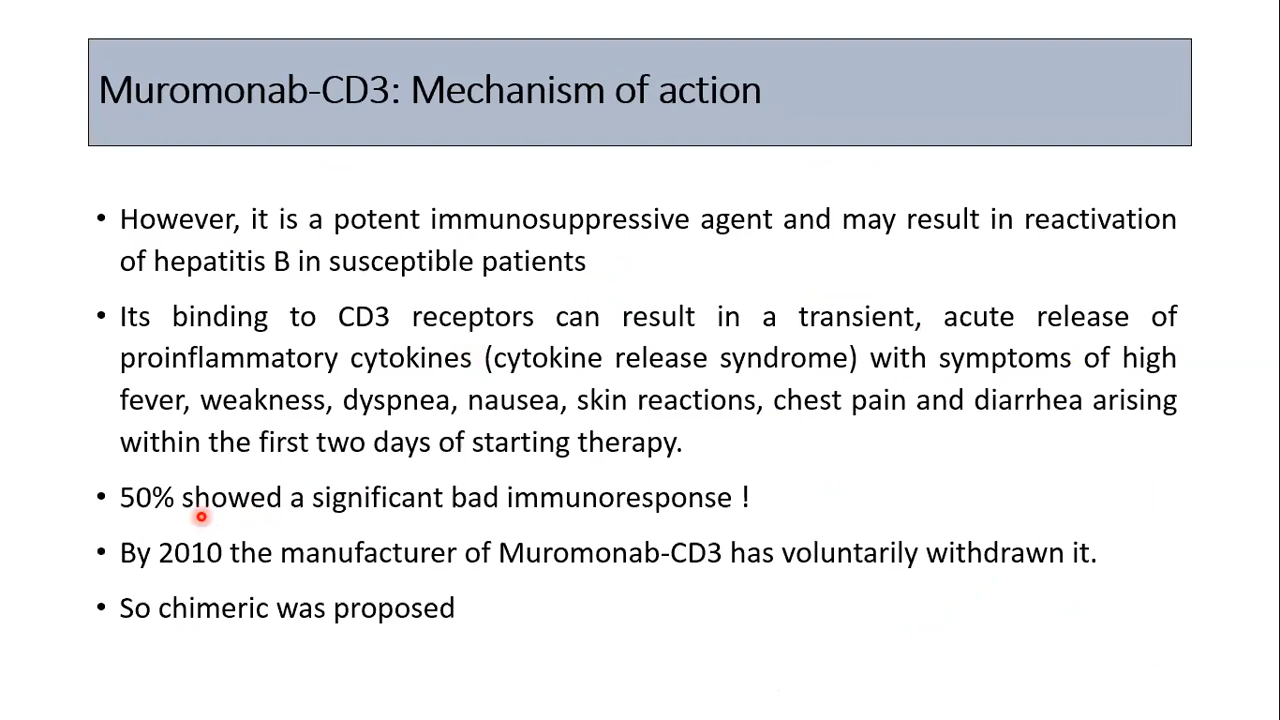 Muromonab-CD3: Mechanism of action
• However, it is a potent immunosuppressive agent and may result in reactivation
of hepatitis B in susceptible patients
• Its binding to CD3 receptors can result in a transient, acute release of
proinflammatory cytokines (cytokine release syndrome) with symptoms of high
fever, weakness, dyspnea, nausea, skin reactions, chest pain and diarrhea arising
within the first two days of starting therapy.
• 50% showed a significant bad immunoresponse !
• By 2010 the manufacturer of Muromonab-CD3 has voluntarily withdrawn it.
• So chimeric was proposed